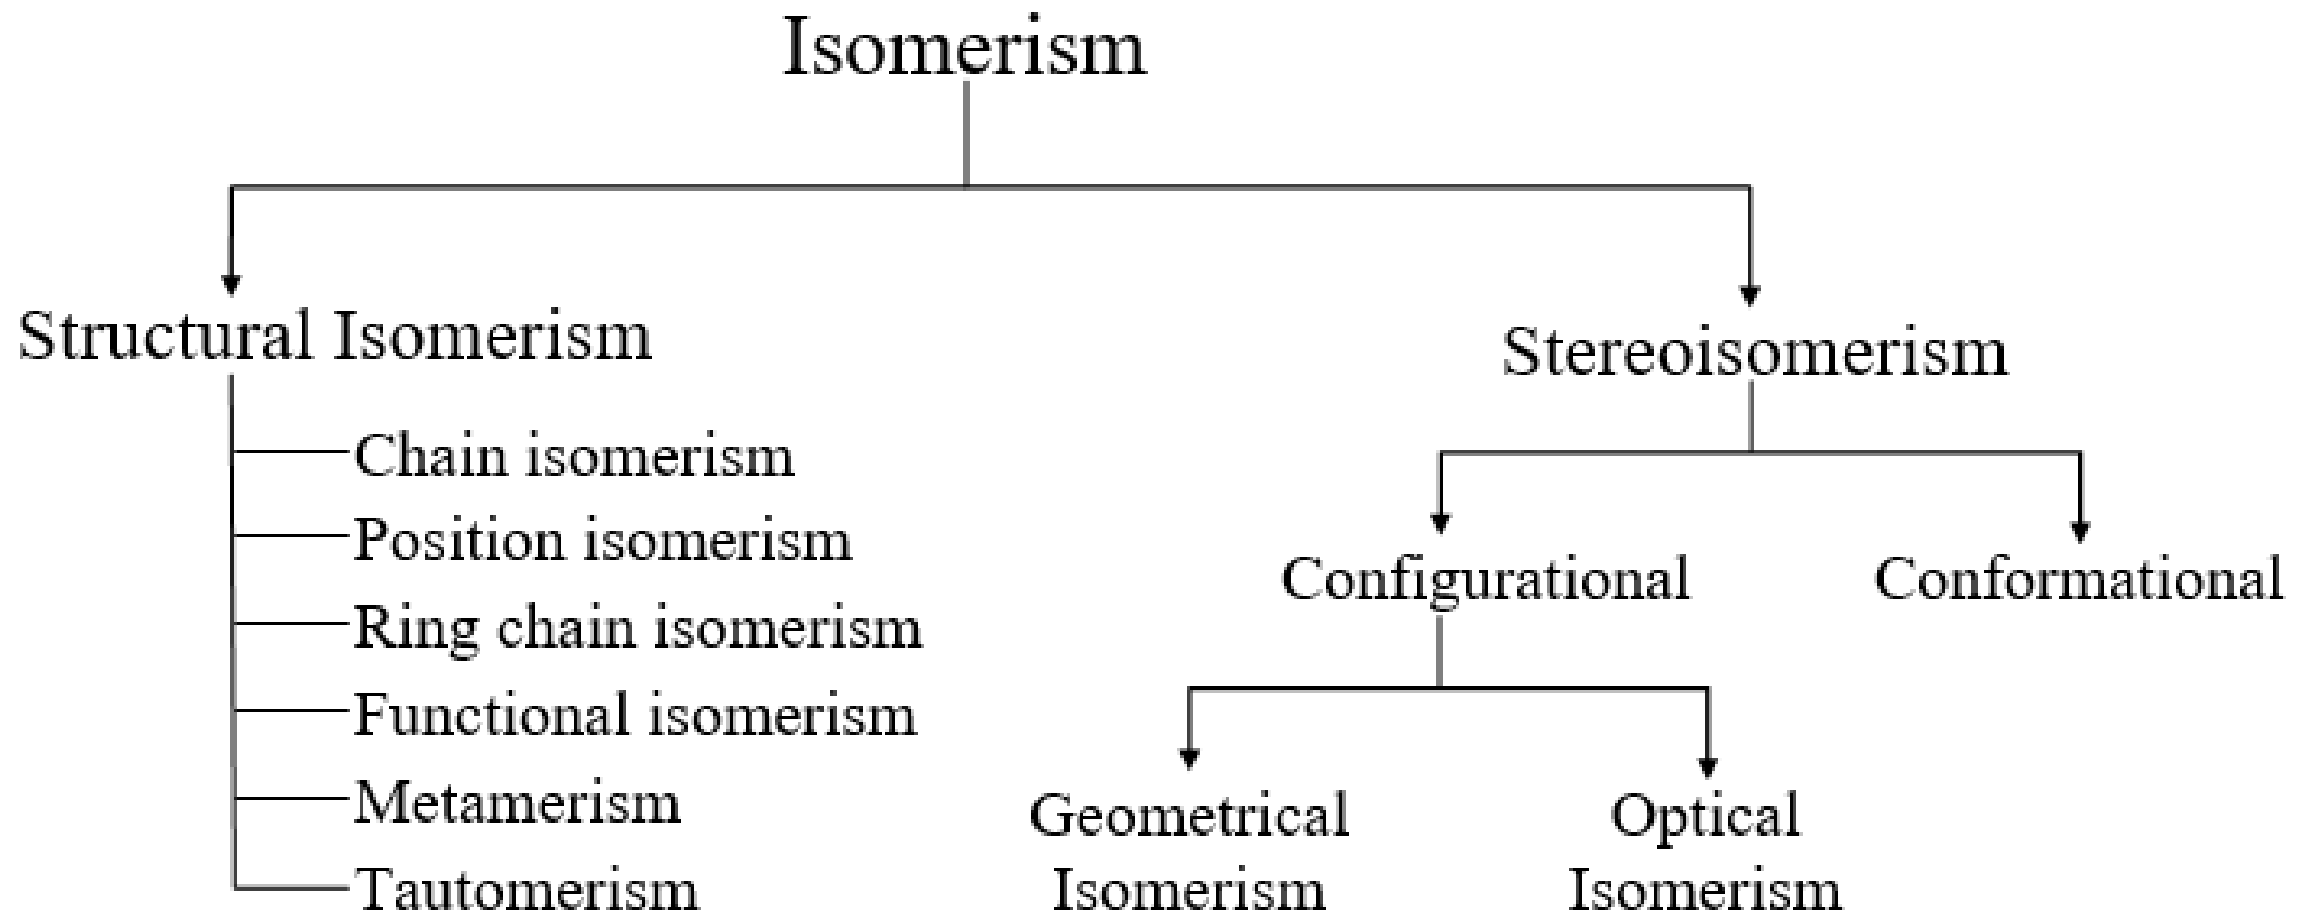 Isomerism
Structural Isomerism
Chain isomerism
Position isomerism
Ring chain isomerism
Functional isomerism
Metamerism
Tautomerism
Stereoisomerism
Configurational
Conformational
Geometrical
Isomerism
Optical
Isomerism